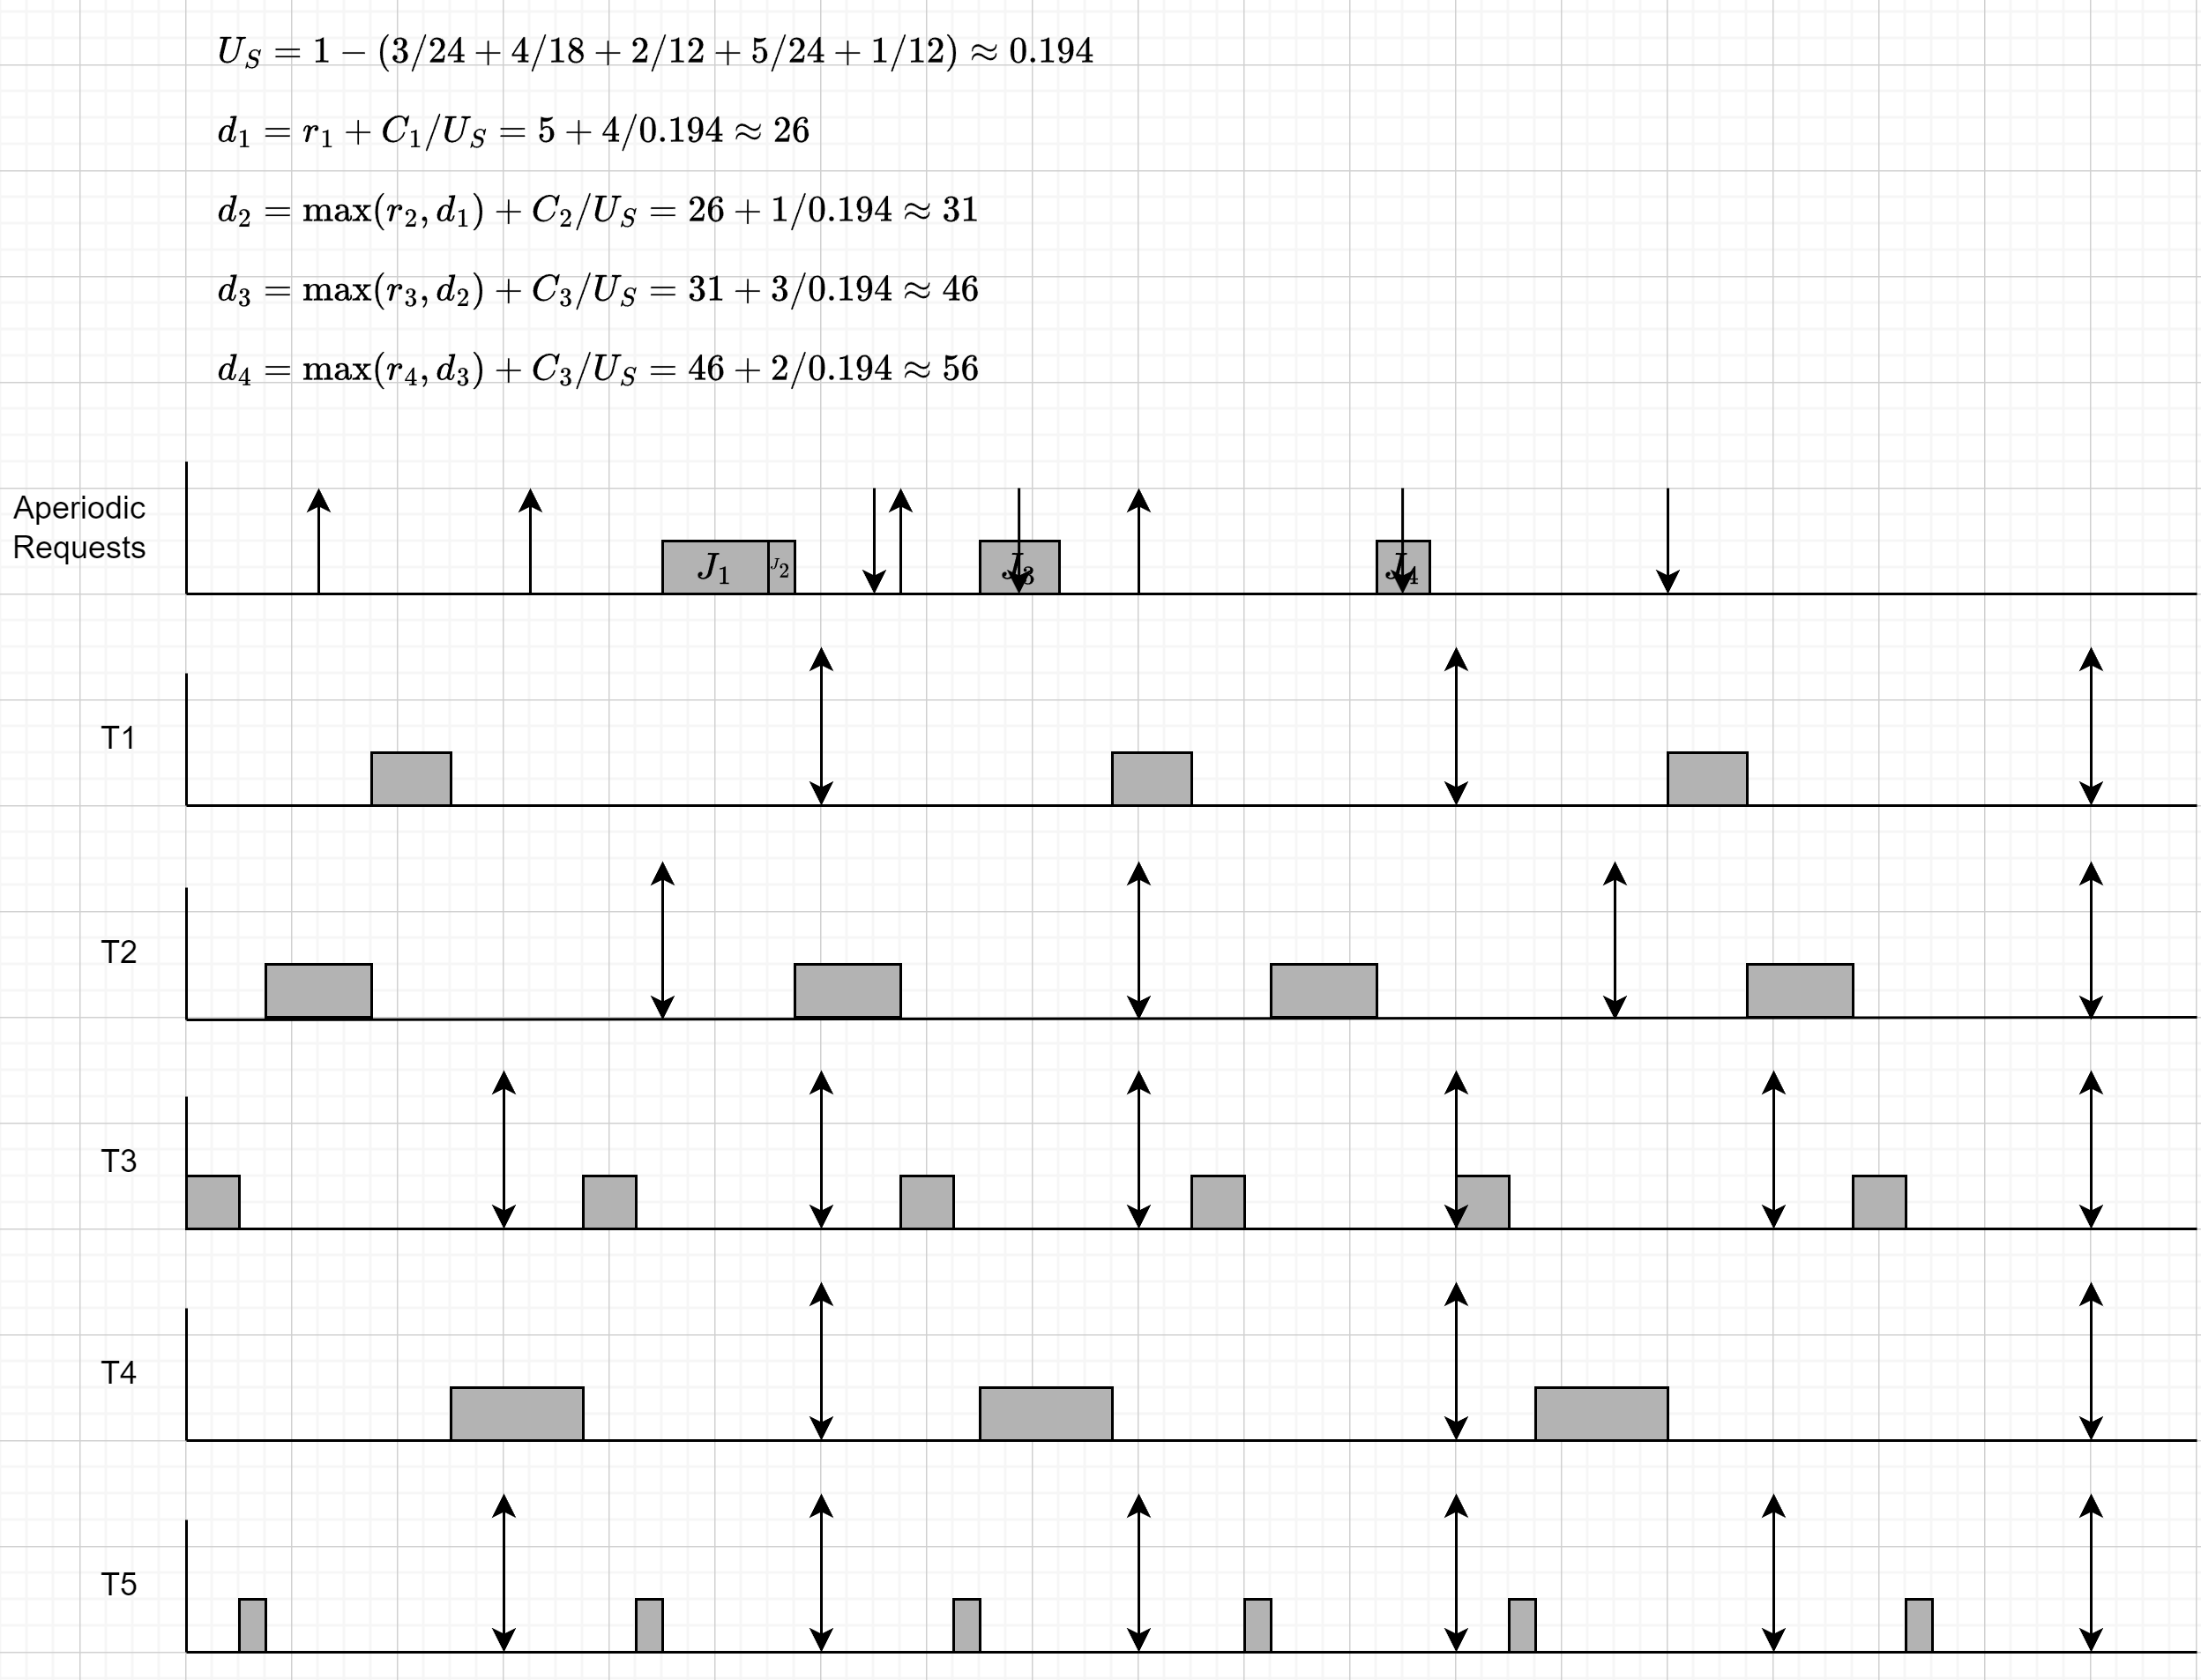 U_S = 1 − (3/24 + 4/18 + 2/12 + 5/24 + 1/12) ≈ 0.194
d_1 = r_1 + C_1/U_S = 5 + 4/0.194 ≈ 26
d_2 = max(r_2, d_1) + C_2/U_S = 26 + 1/0.194 ≈ 31
d_3 = max(r_3, d_2) + C_3/U_S = 31 + 3/0.194 ≈ 46
d_4 = max(r_4, d_3) + C_3/U_S = 46 + 2/0.194 ≈ 56
Aperiodic
Requests
J_1 J_2 J_3 J_4
T1
T2
T3
T4
T5